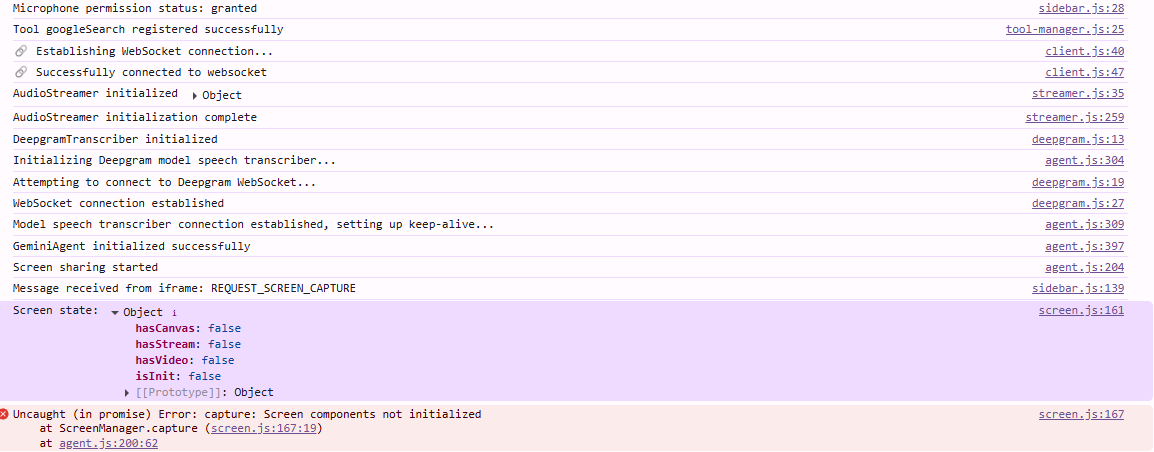 Microphone permission status: granted sidebar.js:28
Tool googleSearch registered successfully tool-manager.js:25
🔗 Establishing WebSocket connection... client.js:40
🔗 Successfully connected to websocket client.js:47
AudioStreamer initialized ▶ Object streamer.js:35
AudioStreamer initialization complete streamer.js:259
DeepgramTranscriber initialized deepgram.js:13
Initializing Deepgram model speech transcriber... agent.js:304
Attempting to connect to Deepgram WebSocket... deepgram.js:19
WebSocket connection established deepgram.js:27
Model speech transcriber connection established, setting up keep-alive... agent.js:309
GeminiAgent initialized successfully agent.js:397
Screen sharing started agent.js:204
Message received from iframe: REQUEST_SCREEN_CAPTURE sidebar.js:139
Screen state: ▼ Object i screen.js:161
hasCanvas: false
hasStream: false
hasVideo: false
isInit: false
▶ [[Prototype]]: Object
Uncaught (in promise) Error: capture: Screen components not initialized screen.js:167
at ScreenManager.capture (screen.js:167:19)
at agent.js:200:62